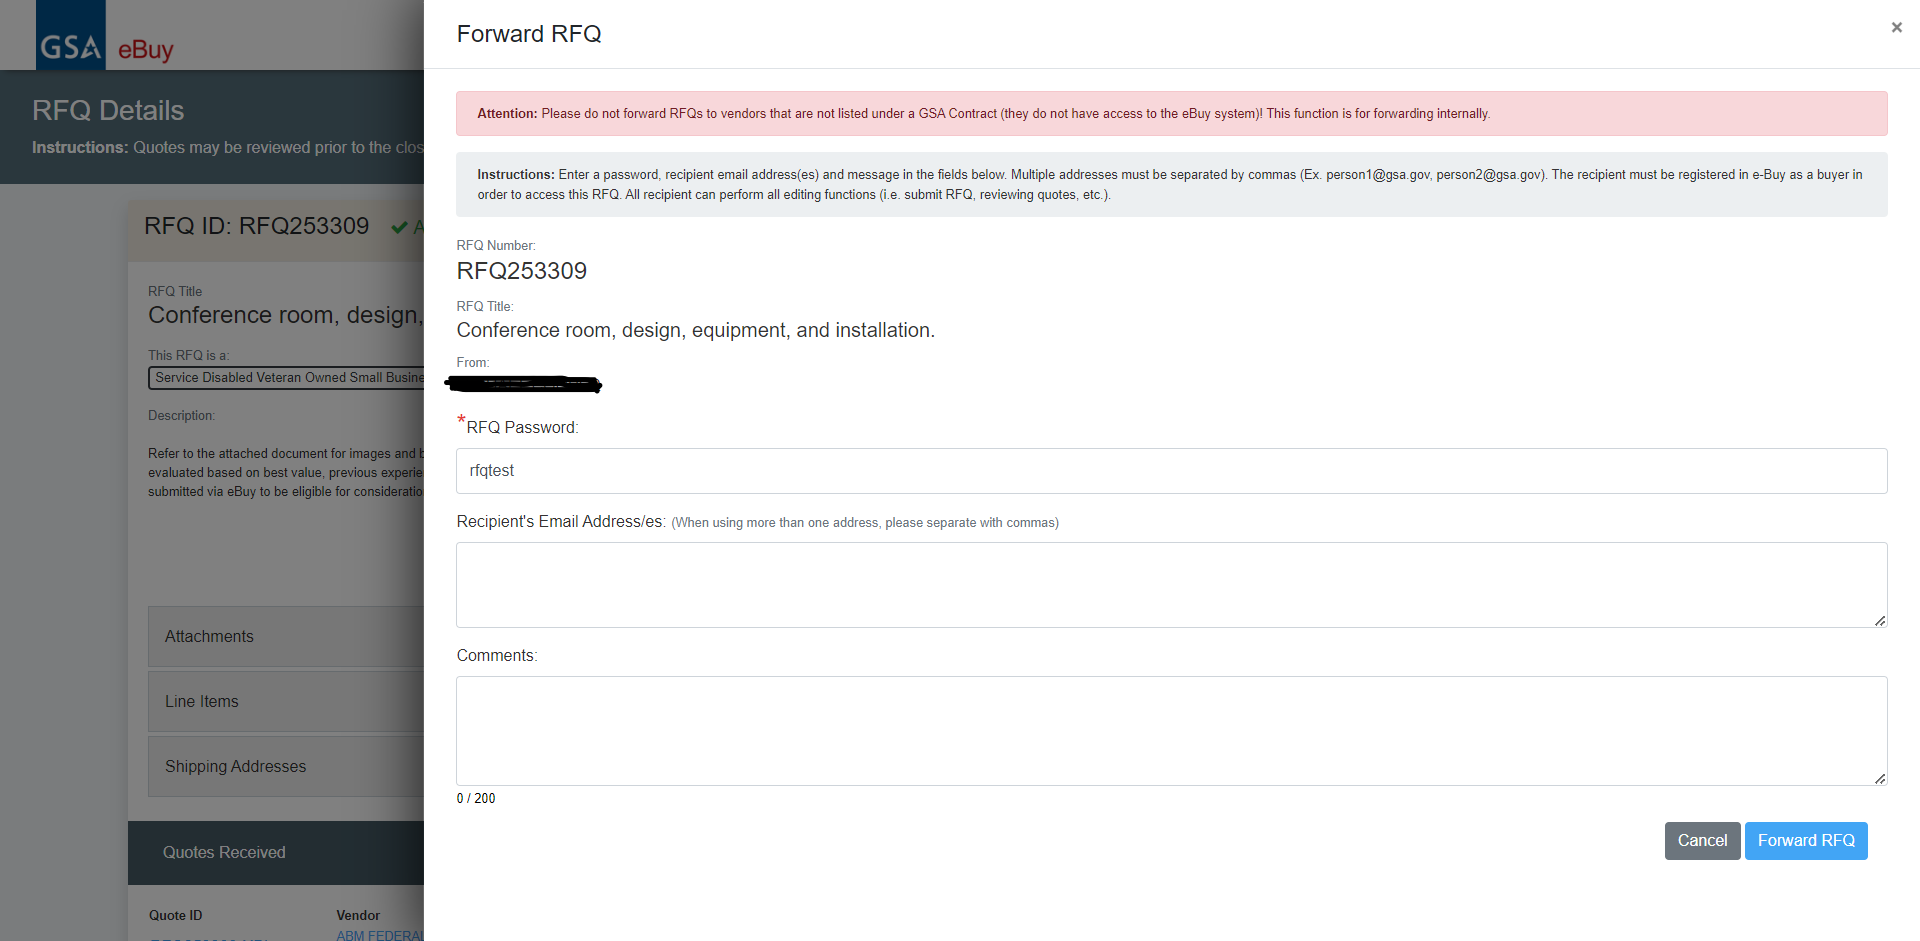 GSA eBuy
RFQ Details
Instructions: Quotes may be reviewed prior to the clos
RFQ ID: RFQ253309
RFQ Title
Conference room, design,
This RFQ is a:
Service Disabled Veteran Owned Small Busine
Description:
Refer to the attached document for images and
evaluated based on best value, previous experie
submitted via eBuy to be eligible for consideratio
Attachments
Line Items
Shipping Addresses
Quotes Received
Quote ID Vendor
ABM FEDERAL
Forward RFQ
×
Attention: Please do not forward RFQs to vendors that are not listed under a GSA Contract (they do not have access to the eBuy system)! This function is for forwarding internally.
Instructions: Enter a password, recipient email address(es) and message in the fields below. Multiple addresses must be separated by commas (Ex. person1@gsa.gov, person2@gsa.gov). The recipient must be registered in e-Buy as a buyer in
order to access this RFQ. All recipient can perform all editing functions (i.e. submit RFQ, reviewing quotes, etc.).
RFQ Number:
RFQ253309
RFQ Title:
Conference room, design, equipment, and installation.
From:
*RFQ Password:
rfqtest
Recipient's Email Address/es: (When using more than one address, please separate with commas)
Comments:
0 / 200
Cancel Forward RFQ